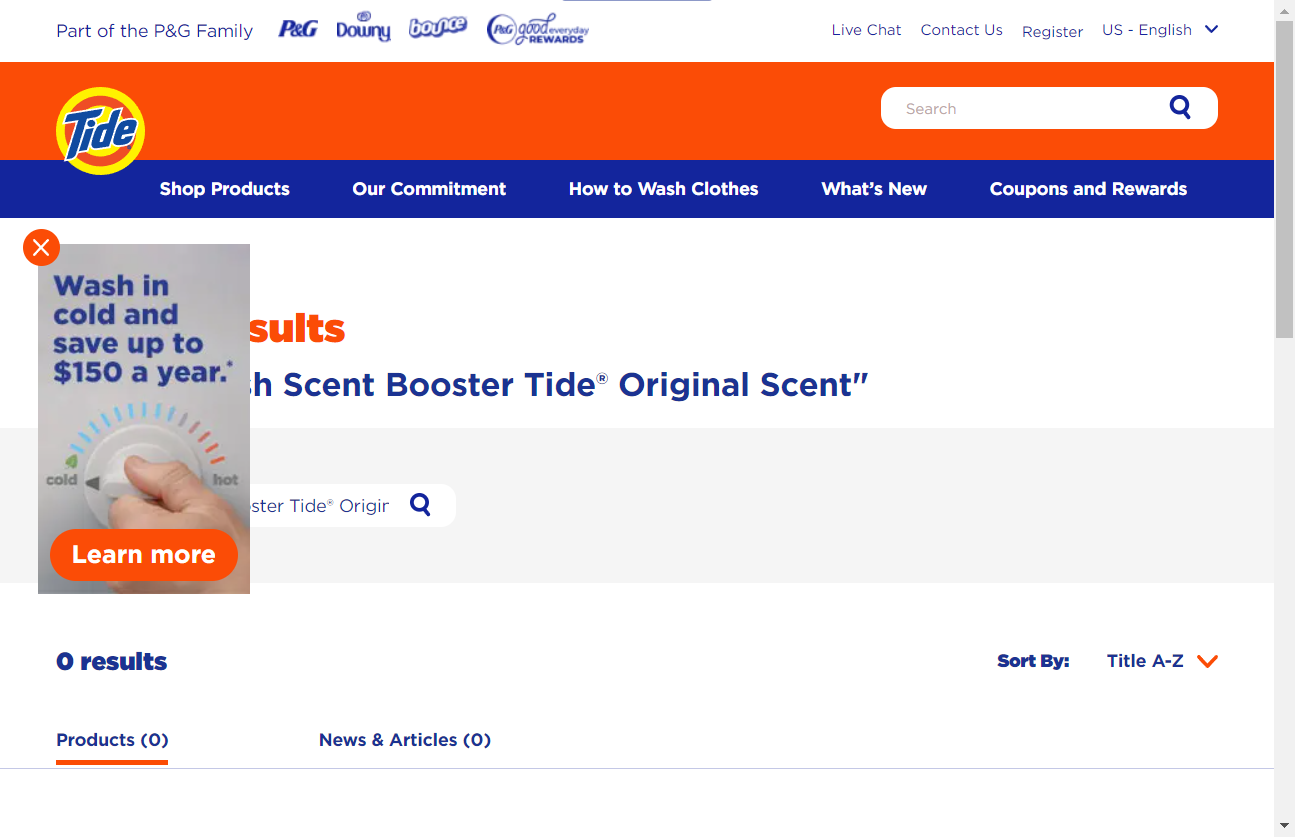 Part of the P&G Family
P&G
Downy
bounce
P&G good everyday REWARDS
Live Chat
Contact Us
Register
US - English
Tide
Search
Shop Products
Our Commitment
How to Wash Clothes
What's New
Coupons and Rewards
Wash in
cold and
save up to
$150 a year.*
cold
hot
Learn more
sults
sh Scent Booster Tide® Original Scent"
ster Tide® Origir
0 results
Sort By:
Title A-Z
Products (0)
News & Articles (0)